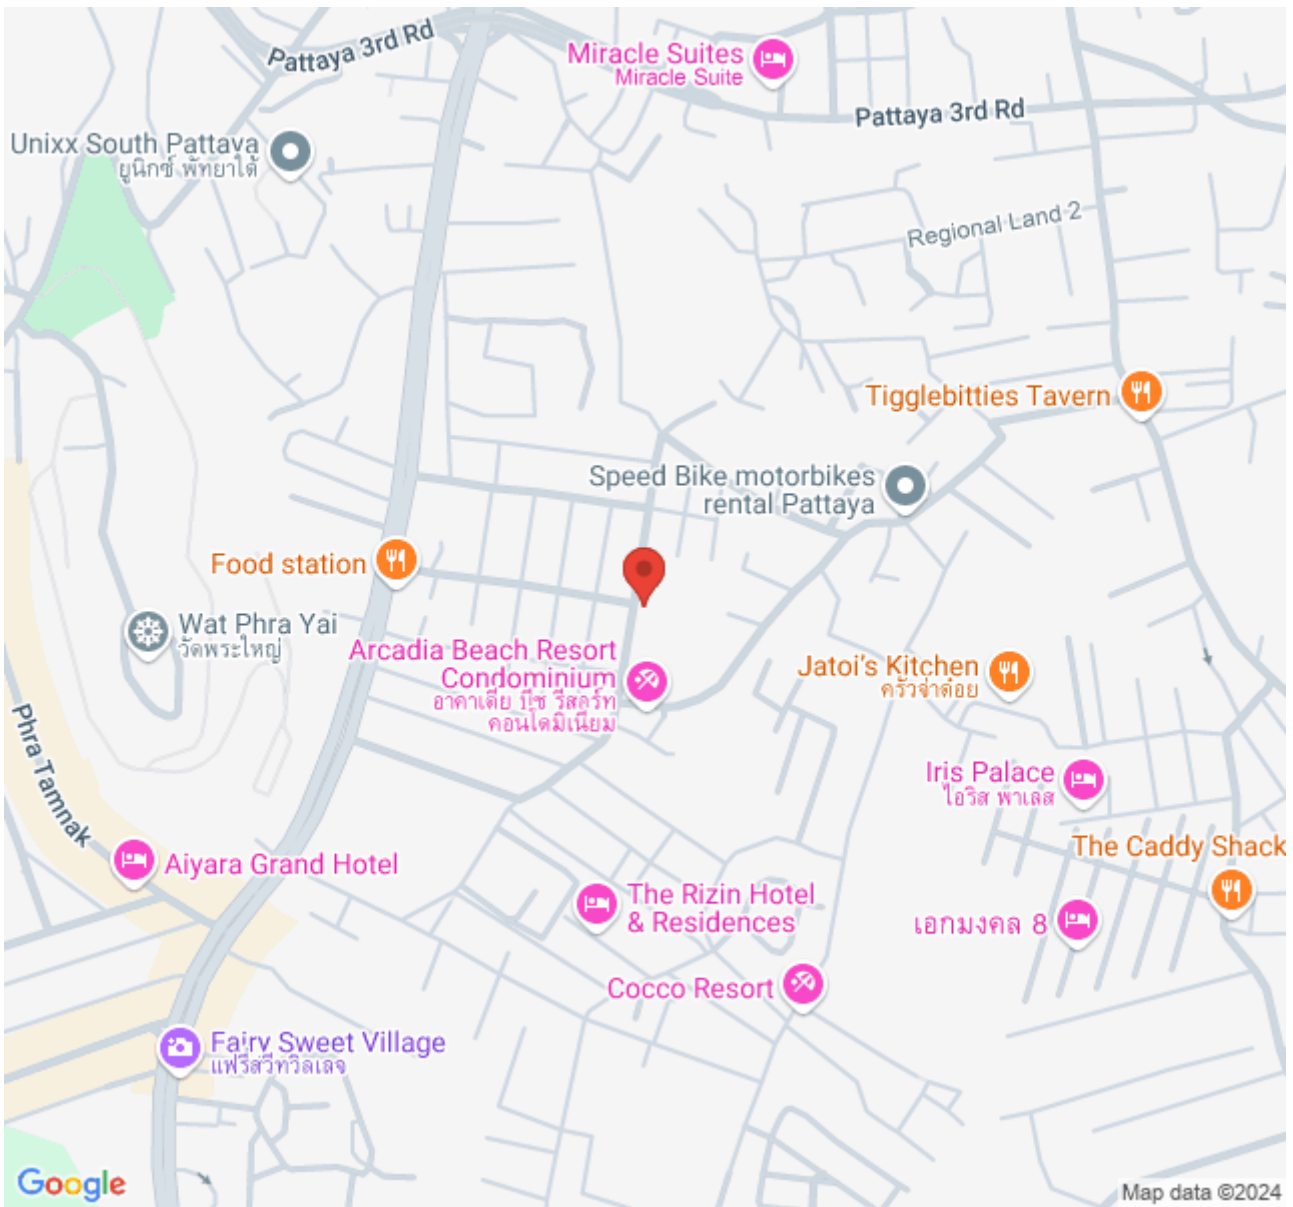 Pattaya 3rd Rd
Miracle Suites
Miracle Suite
Pattaya 3rd Rd
Unixx South Pattaya
ยูนิกซ์ พัทยาใต้
Regional Land 2
Tigglebitties Tavern
Speed Bike motorbikes
rental Pattaya
Food station
Wat Phra Yai
วัดพระใหญ่
Arcadia Beach Resort
Condominium
อาคาเดีย บีช รีสอร์ท
คอนโดมิเนียม
Jatoi's Kitchen
ครัวจ่าต่อย
Phra Tamnak
Iris Palace
ไอริส พาเลส
The Caddy Shack
Aiyara Grand Hotel
The Rizin Hotel
& Residences
เอกมงคล 8
Cocco Resort
Fairy Sweet Village
แฟรี่สวีทวิลเลจ
Google
Map data ©2024